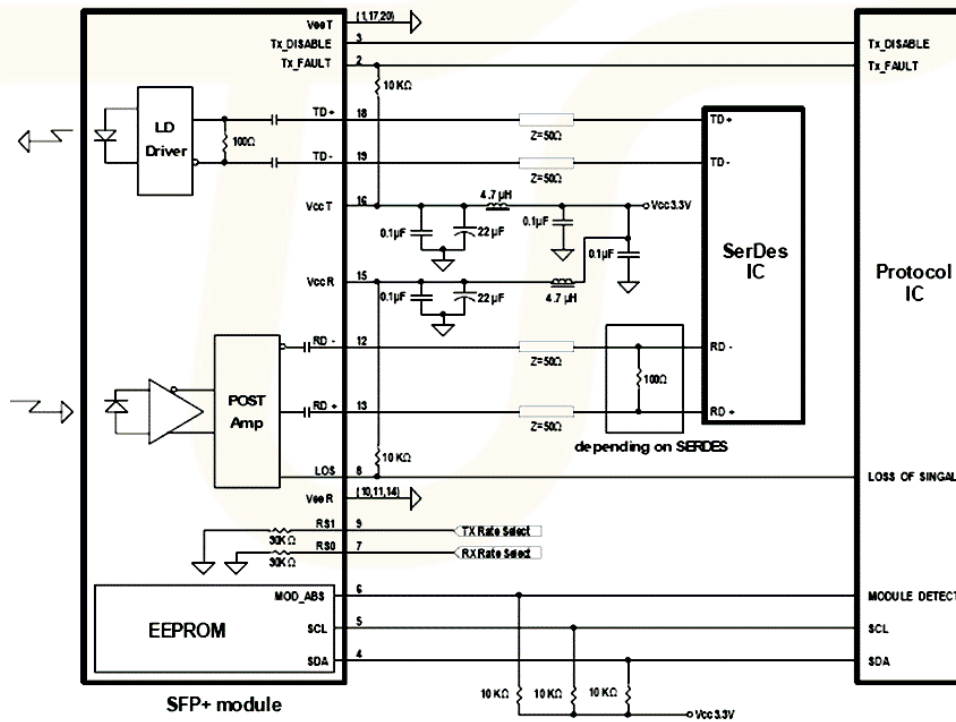 VeeT
(1,17,20)
Tx_DISABLE
3
Tx_DISABLE
Tx_FAULT
2
Tx_FAULT
10 KΩ
LD
Driver
100Ω
TD+
18
Z=50Ω
TD+
TD-
19
Z=50Ω
TD -
VccT
16
4.7 μH
Vcc3.3V
0.1μF
22 μF
0.1μF
0.1μF
SerDes
IC
Protocol
IC
VccR
15
0.1μF
22 μF
4.7 μH
POST
Amp
RD -
12
Z=50Ω
RD -
100Ω
RD +
13
Z=50Ω
RD +
depending on SERDES
10 KΩ
LOS
8
LOSS OF SINGAL
VeeR
(10,11,14)
RS1
9
TX Rate Select
30KΩ
RS0
7
RX Rate Select
30KΩ
EEPROM
MOD_ABS
6
MODULE DETECT
SCL
5
SCL
SDA
4
SDA
10 KΩ
10 KΩ
10 KΩ
Vcc3.3V
SFP+ module